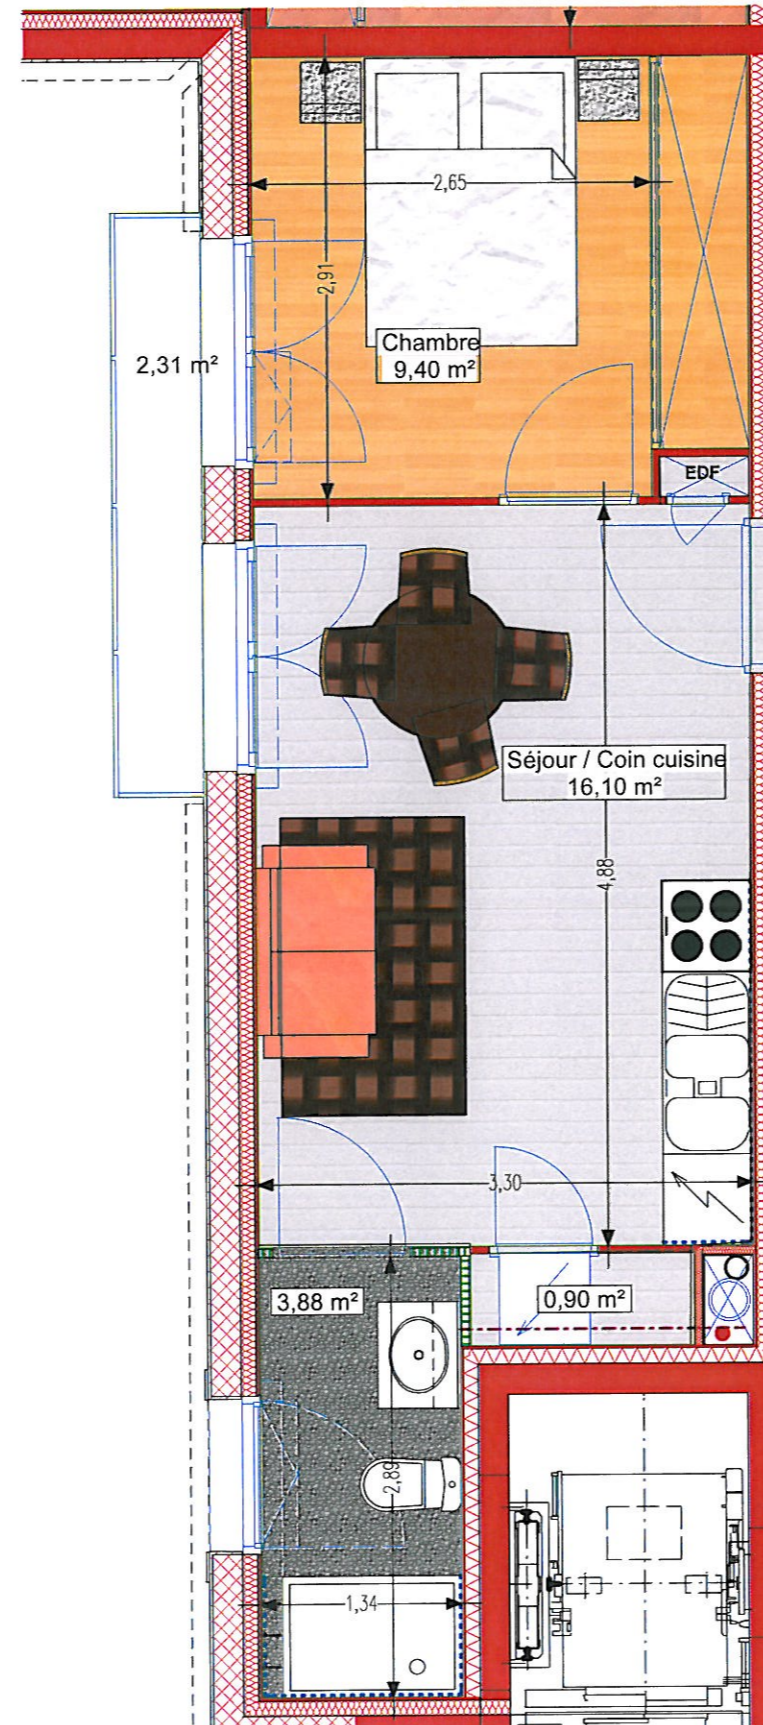 2,65
2,91
2,31 m²
Chambre
9,40 m²
EDF
Séjour / Coin cuisine
16,10 m²
4,88
3,30
3,88 m²
0,90 m²
2,89
1,34